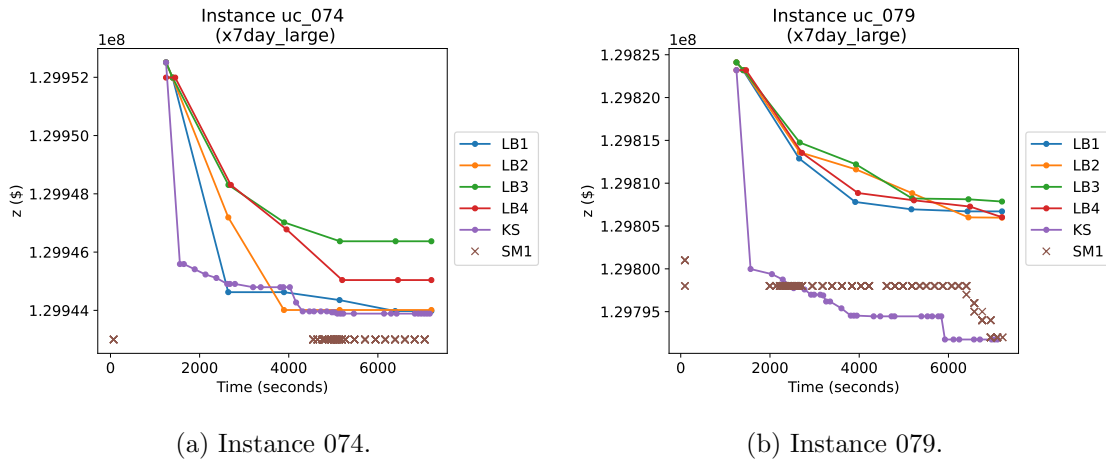 Instance uc_074
(x7day_large)
1e8
1.29952
1.29950
1.29948
1.29946
1.29944
z ($)
0
2000
4000
6000
Time (seconds)
LB1
LB2
LB3
LB4
KS
SM1
(a) Instance 074.
Instance uc_079
(x7day_large)
1e8
1.29825
1.29820
1.29815
1.29810
1.29805
1.29800
1.29795
z ($)
0
2000
4000
6000
Time (seconds)
LB1
LB2
LB3
LB4
KS
SM1
(b) Instance 079.